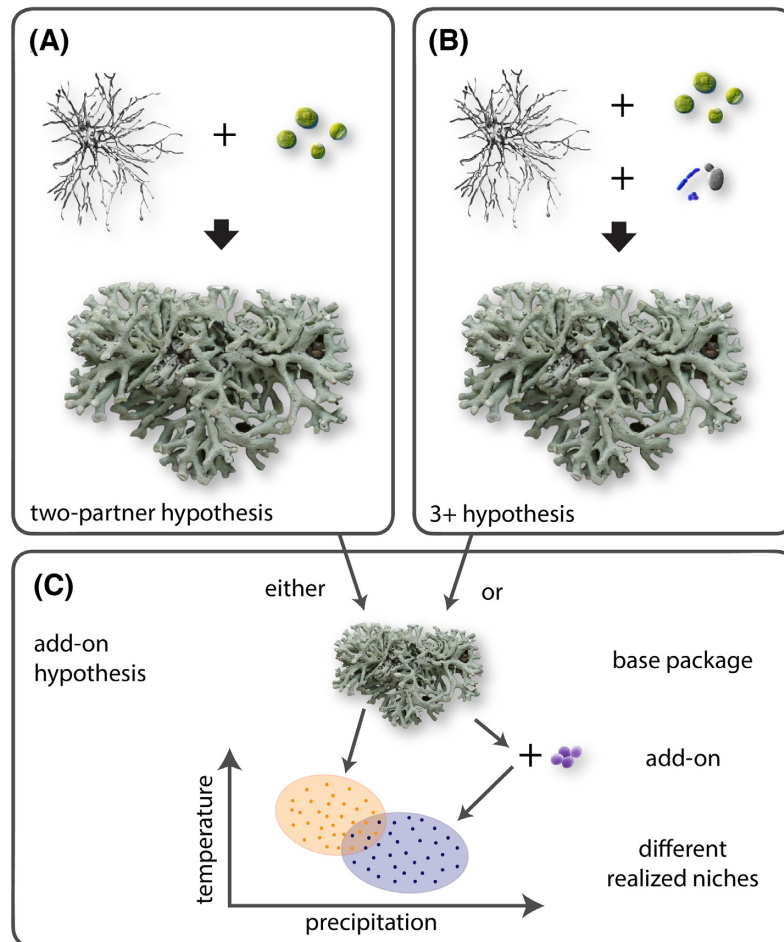 (A)
+
two-partner hypothesis
(B)
+
+
3+ hypothesis
(C)
either
or
add-on
hypothesis
base package
+
add-on
temperature
precipitation
different
realized niches